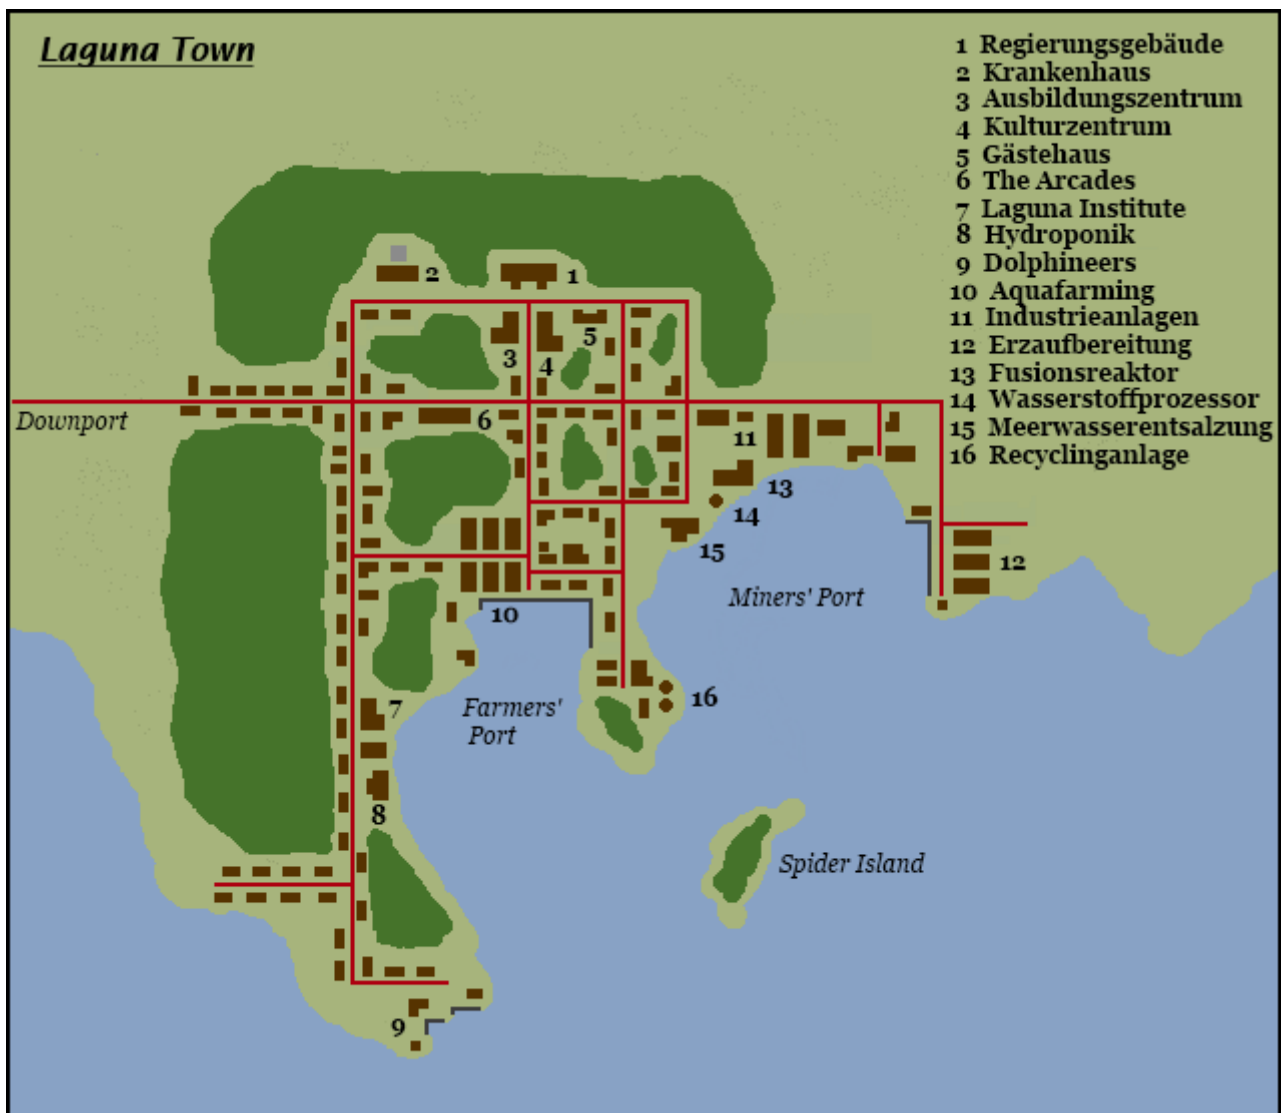 Laguna Town
1 Regierungsgebäude
2 Krankenhaus
3 Ausbildungszentrum
4 Kulturzentrum
5 Gästehaus
6 The Arcades
7 Laguna Institute
8 Hydroponik
9 Dolphineers
10 Aquafarming
11 Industrieanlagen
12 Erzaufbereitung
13 Fusionsreaktor
14 Wasserstoffprozessor
15 Meerwasserentsalzung
16 Recyclinganlage
2
1
5
3
4
Downport
6
11
13
14
15
12
Miners' Port
10
16
7
Farmers'
Port
8
Spider Island
9